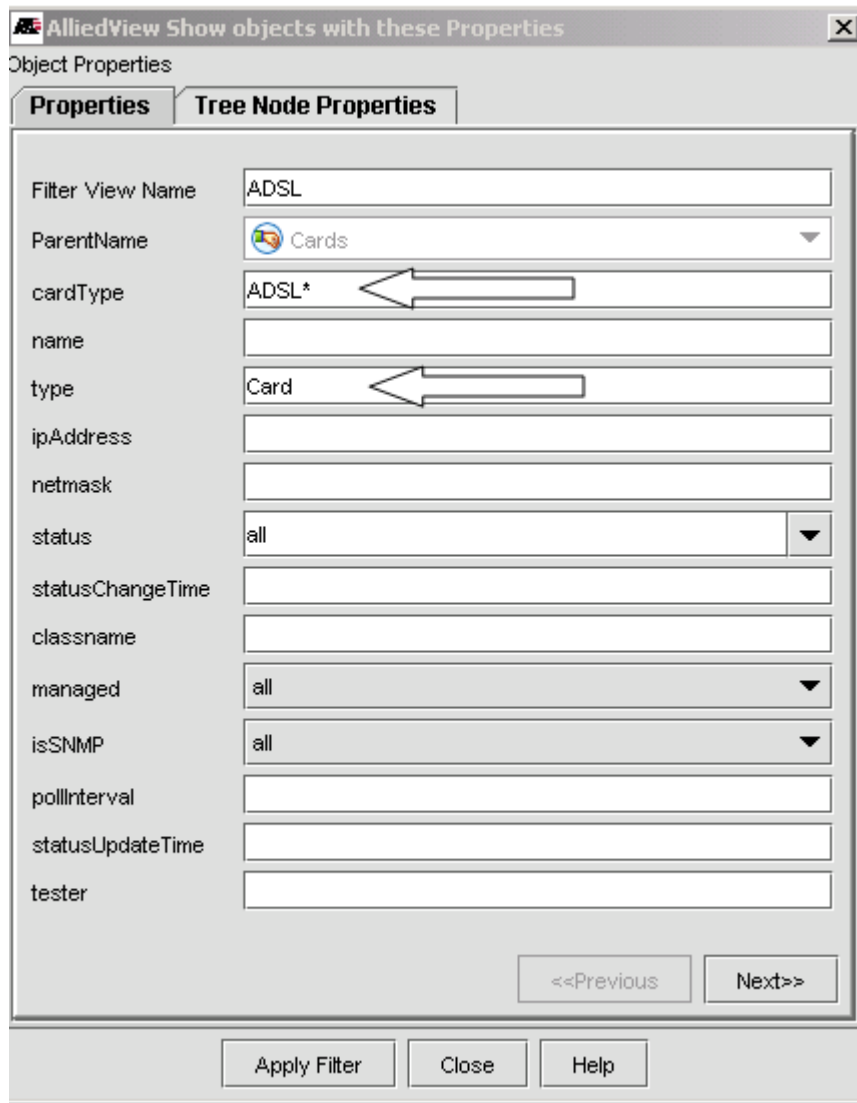 AlliedView Show objects with these Properties
Object Properties
Properties
Tree Node Properties
Filter View Name ADSL
ParentName Cards
cardType ADSL*
name
type Card
ipAddress
netmask
status all
statusChangeTime
classname
managed all
isSNMP all
pollInterval
statusUpdateTime
tester
<<Previous Next>>
Apply Filter Close Help